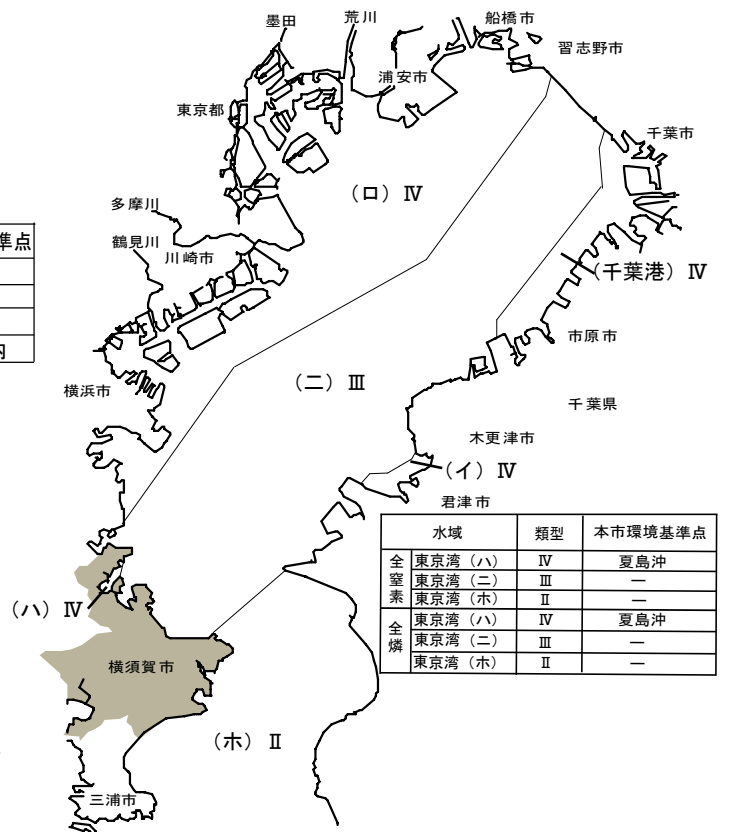 墨田
荒川
船橋市
習志野市
浦安市
東京都
千葉市
(ロ) Ⅳ
多摩川
鶴見川
川崎市
準点
(千葉港) Ⅳ
市原市
横浜市
(ニ) Ⅲ
千葉県
木更津市
(イ) Ⅳ
君津市
水域 類型 本市環境基準点
全窒素 東京湾(ハ) Ⅳ 夏島沖
東京湾(ニ) Ⅲ ―
東京湾(ホ) Ⅱ ―
全燐 東京湾(ハ) Ⅳ 夏島沖
東京湾(ニ) Ⅲ ―
東京湾(ホ) Ⅱ ―
(ハ) Ⅳ
横須賀市
(ホ) Ⅱ
三浦市